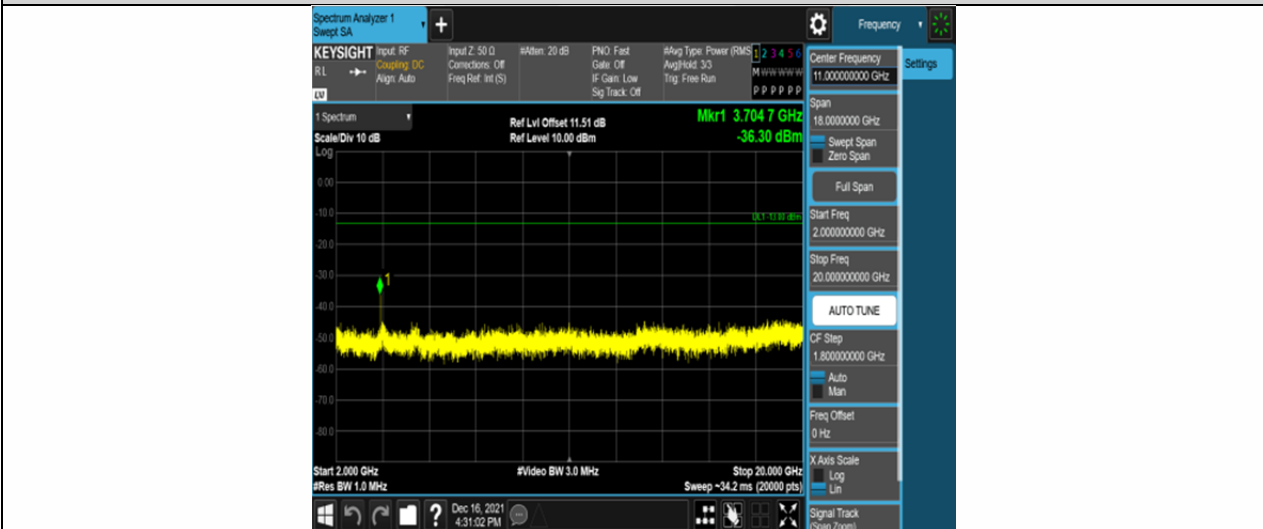 Spectrum Analyzer 1
Swept SA
+
Frequency
KEYSIGHT
RL
LV
Input: RF
Coupling: DC
Align: Auto
Input Z: 50 Ω
Corrections: Off
Freq Ref: Int (S)
#Atten: 20 dB
PNO: Fast
Gate: Off
IF Gain: Low
Sig Track: Off
#Avg Type: Power (RMS
Avg|Hold: 3/3
Trig: Free Run
1 2 3 4 5 6
M W W W W W
P P P P P P
1 Spectrum
Scale/Div 10 dB
Log
Ref Lvl Offset 11.51 dB
Ref Level 10.00 dBm
Mkr1 3.704 7 GHz
-36.30 dBm
0.00
-10.0
DL1 -13.00 dBm
-20.0
-30.0
1
-40.0
-50.0
-60.0
-70.0
-80.0
Start 2.000 GHz
#Res BW 1.0 MHz
#Video BW 3.0 MHz
Stop 20.000 GHz
Sweep ~34.2 ms (20000 pts)
Center Frequency
11.000000000 GHz
Settings
Span
18.0000000 GHz
Swept Span
Zero Span
Full Span
Start Freq
2.000000000 GHz
Stop Freq
20.000000000 GHz
AUTO TUNE
CF Step
1.800000000 GHz
Auto
Man
Freq Offset
0 Hz
X Axis Scale
Log
Lin
Signal Track
(Span Zoom)
?
Dec 16, 2021
4:31:02 PM